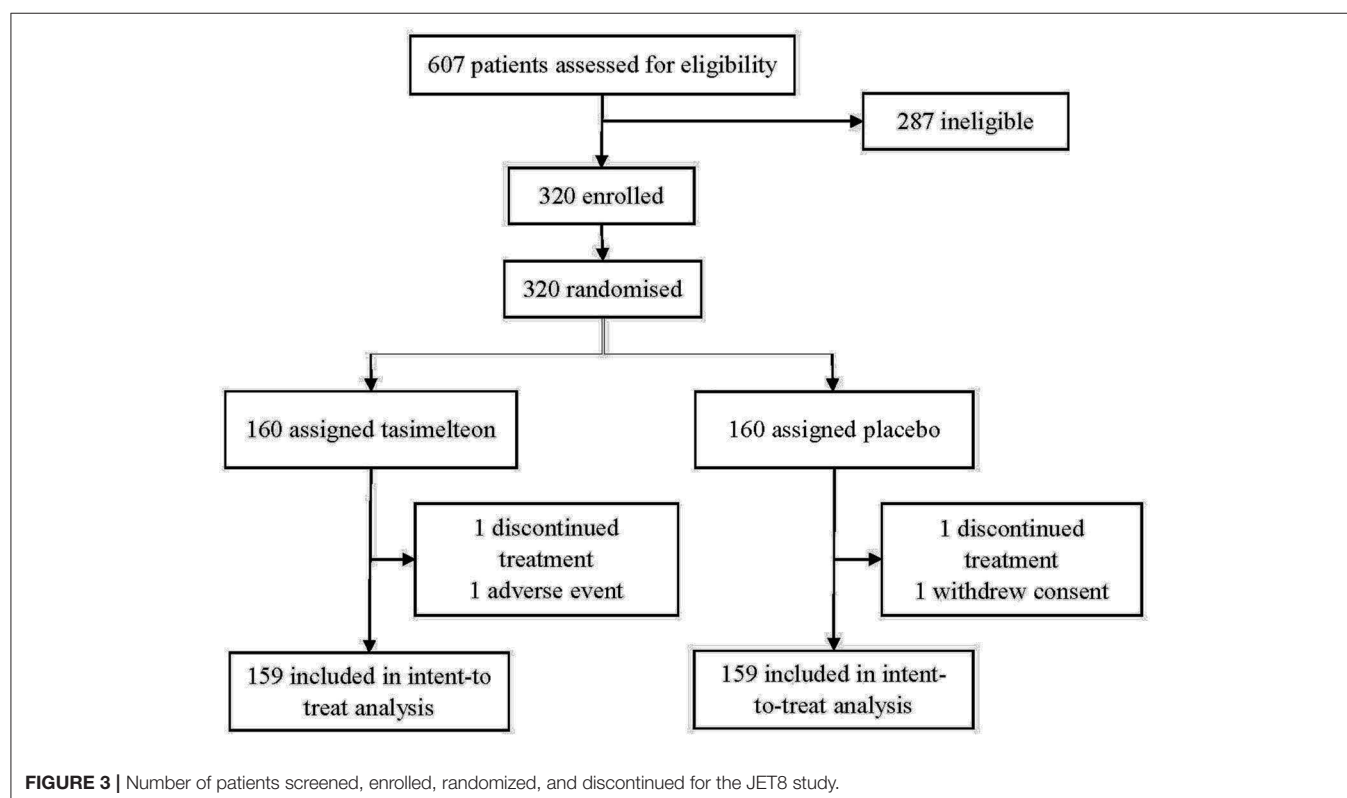 607 patients assessed for eligibility
287 ineligible
320 enrolled
320 randomised
160 assigned tasimelteon
160 assigned placebo
1 discontinued
treatment
1 adverse event
1 discontinued
treatment
1 withdrew consent
159 included in intent-to
treat analysis
159 included in intent-
to-treat analysis
FIGURE 3 | Number of patients screened, enrolled, randomized, and discontinued for the JET8 study.